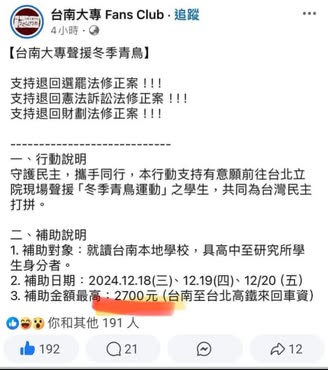 台南大專 Fans Club · 追蹤
4 小時 ·
【台南大專聲援冬季青鳥】
支持退回選罷法修正案！!！
支持退回憲法訴訟法修正案！!！
支持退回財劃法修正案！!！
----------------------------
一、行動說明
守護民主，攜手同行，本行動支持有意願前往台北立
院現場聲援「冬季青鳥運動」之學生，共同為台灣民主
打拼。
二、補助說明
1. 補助對象：就讀台南本地學校，具高中至研究所學
生身分者。
2. 補助日期：2024.12.18(三)、12.19(四)、12/20 (五)
3. 補助金額最高：2700元 (台南至台北高鐵來回車資)
你和其他 191 人
192
21